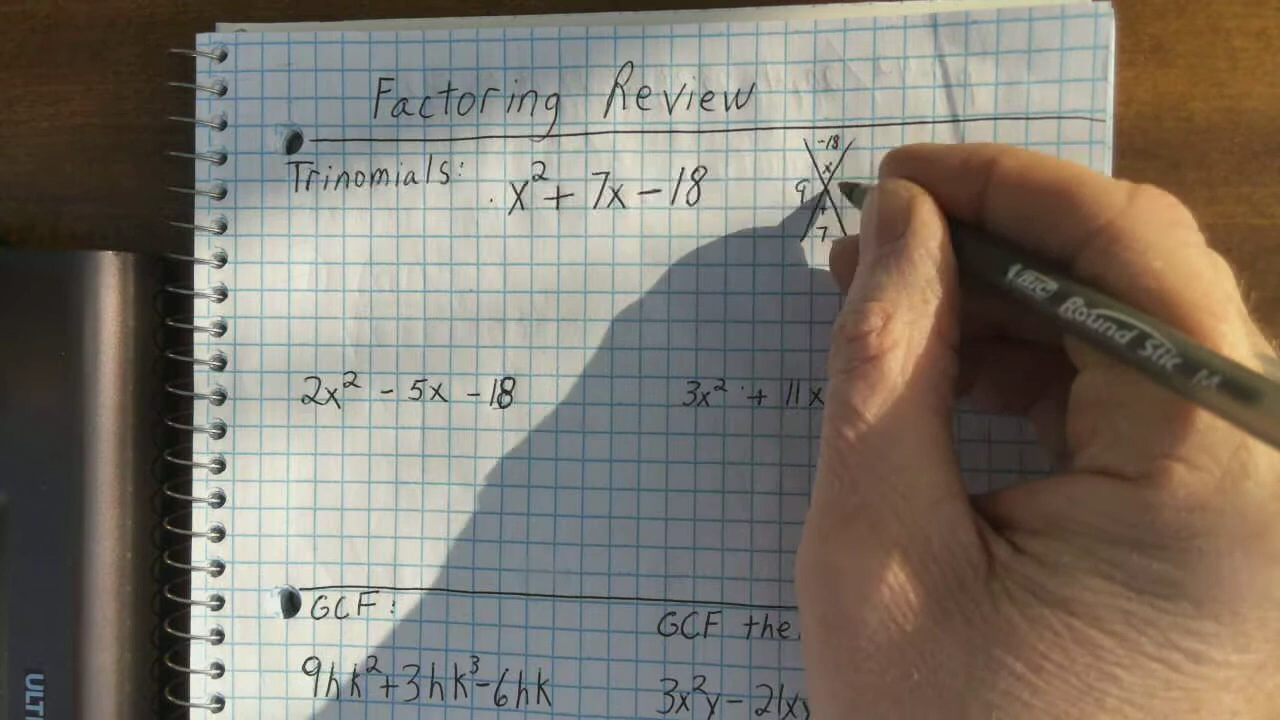 Factoring Review
Trinomials: x² + 7x - 18
-18
x
9
+
7
BIC Round Stic M
2x² - 5x - 18
3x² + 11x
GCF:
GCF the
9hk² + 3hk³ - 6hk
3x²y - 21xy
ULT